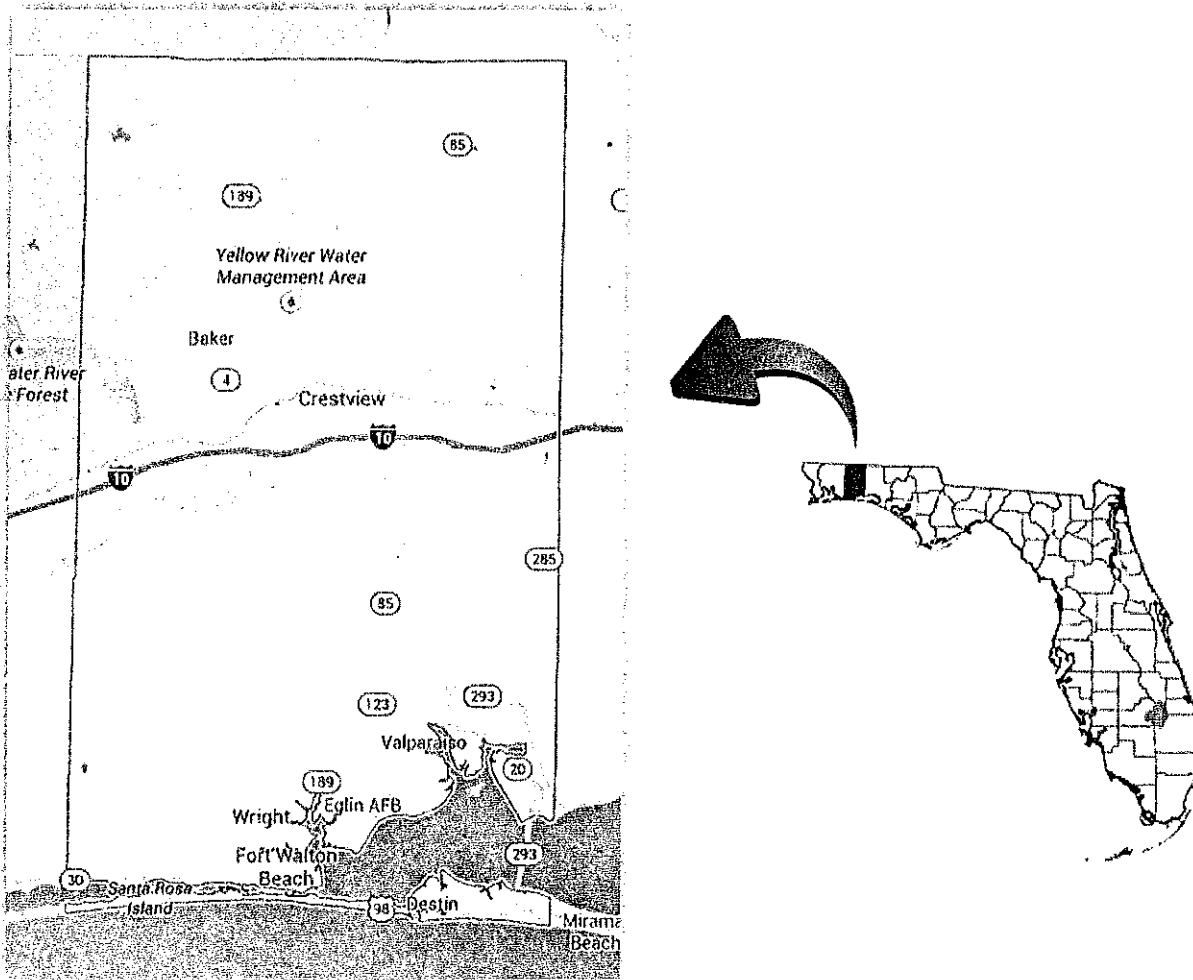 85
189
Yellow River Water
Management Area
Baker
ater River
Forest
4
Crestview
10
10
285
85
293
123
Valparaiso
20
189
Eglin AFB
Wright
Fort Walton
Beach
293
30
Santa Rosa
Island
98
Destin
Mirama
Beach